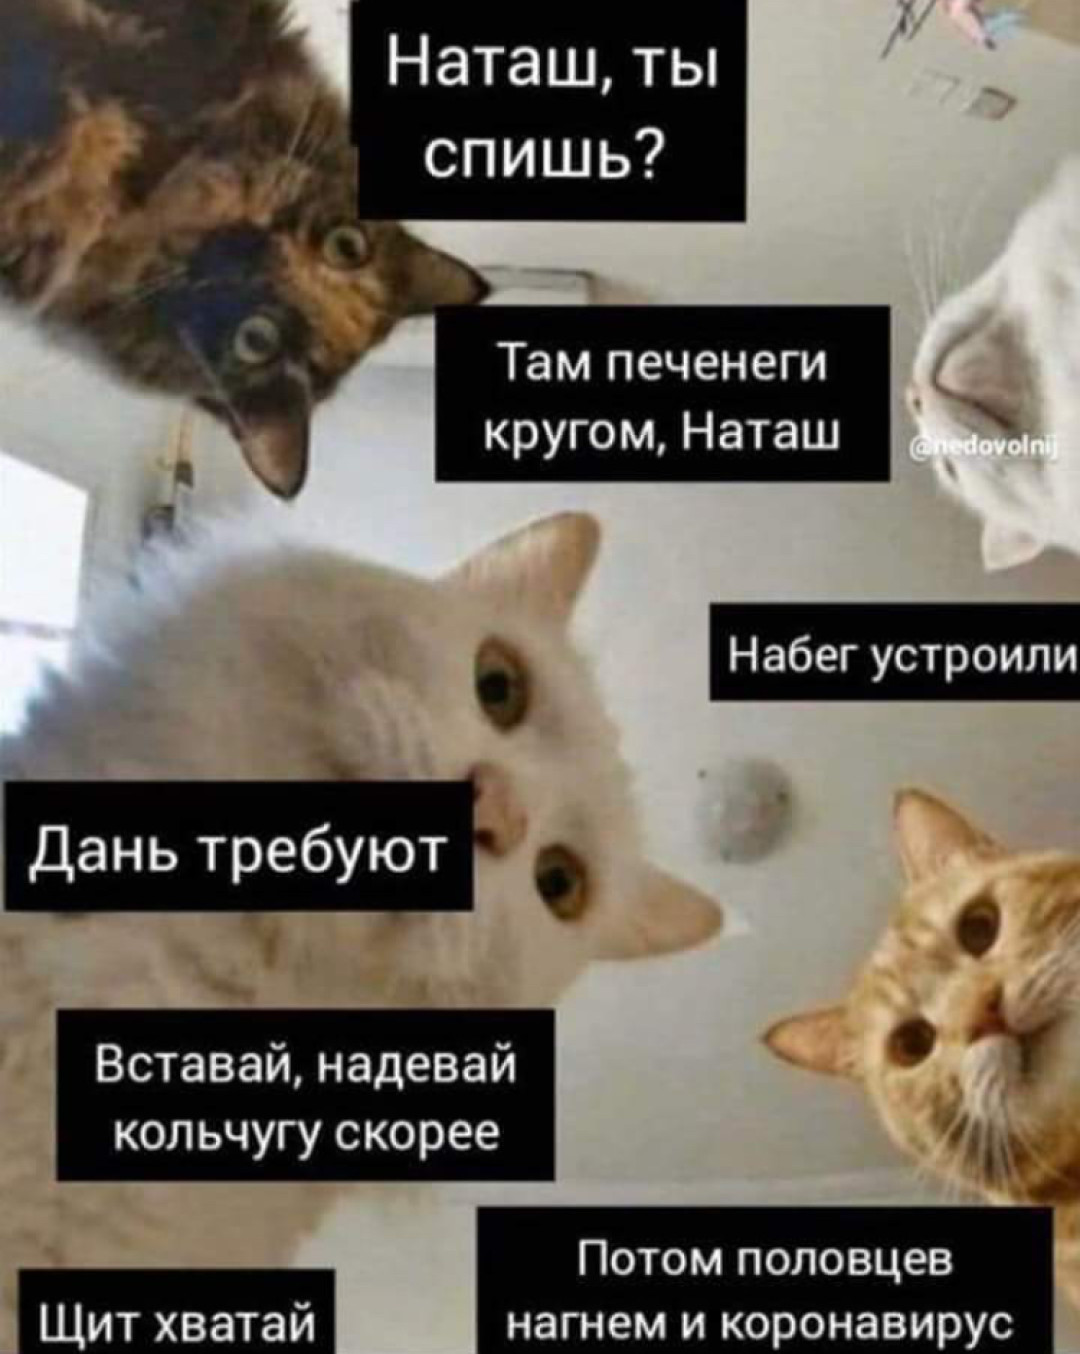 Наташ, ты
спишь?
Там печенеги
кругом, Наташ
@nedovolnij
Набег устроили
Дань требуют
Вставай, надевай
кольчугу скорее
Потом половцев
нагнем и коронавирус
Щит хватай